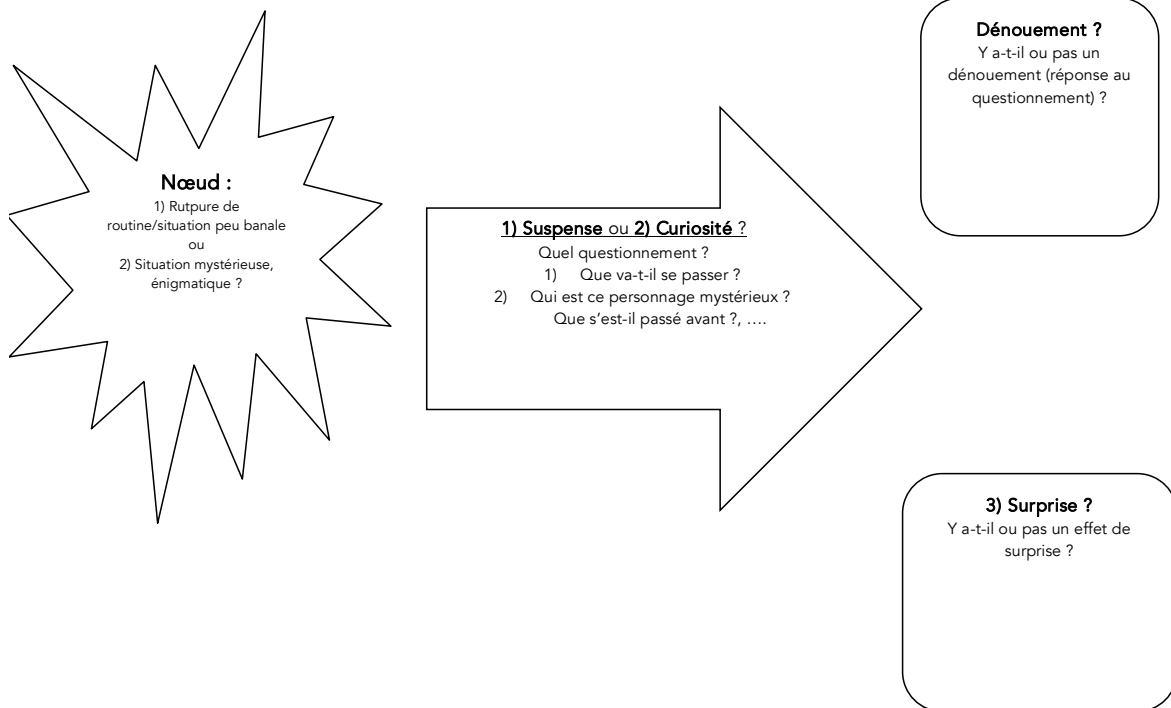 Nœud :
1) Rutpure de
routine/situation peu banale
ou
2) Situation mystérieuse,
énigmatique ?
1) Suspense ou 2) Curiosité ?
Quel questionnement ?
1) Que va-t-il se passer ?
2) Qui est ce personnage mystérieux ?
Que s’est-il passé avant ?, ….
Dénouement ?
Y a-t-il ou pas un
dénouement (réponse au
questionnement) ?
3) Surprise ?
Y a-t-il ou pas un effet de
surprise ?